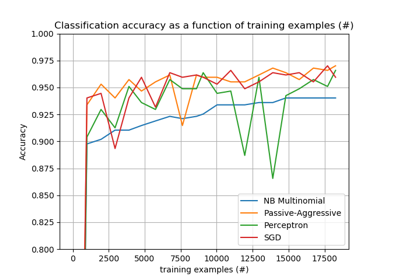 Classification accuracy as a function of training examples (#)
1.000
0.975
0.950
0.925
0.900
0.875
0.850
0.825
0.800
Accuracy
NB Multinomial
Passive-Aggressive
Perceptron
SGD
0 2500 5000 7500 10000 12500 15000 17500
training examples (#)